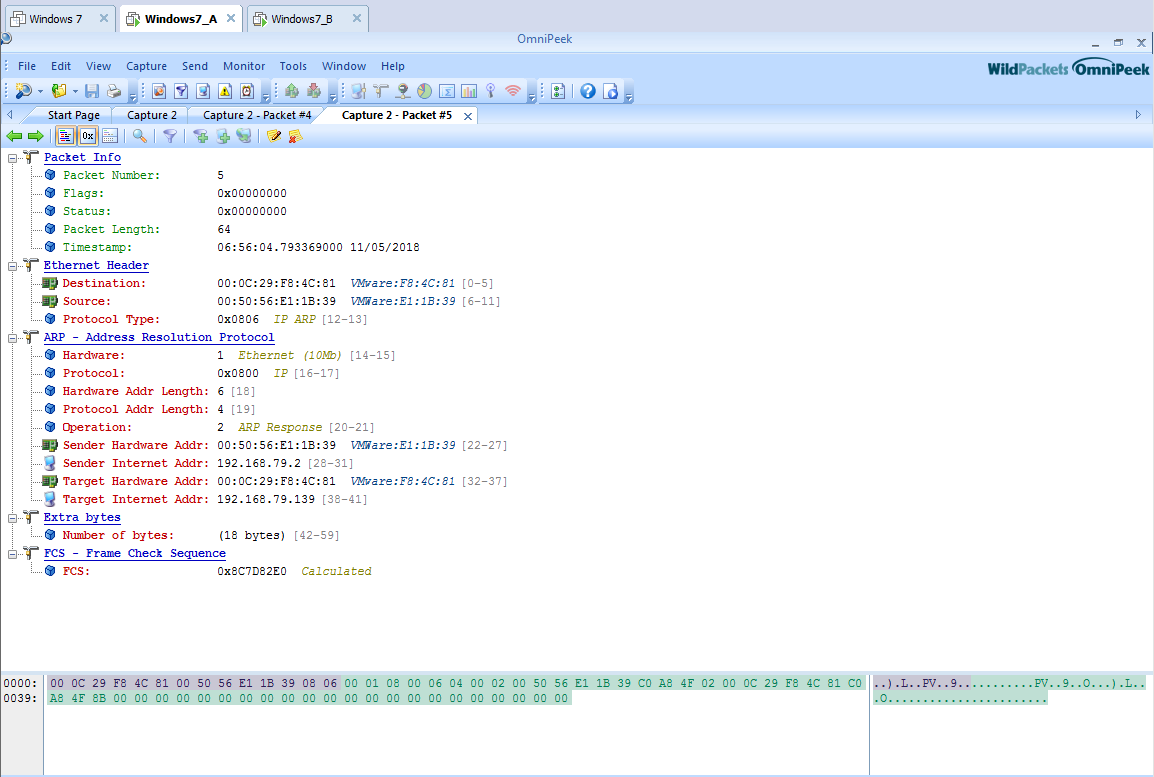 Windows 7
Windows7_A
Windows7_B
OmniPeek
File Edit View Capture Send Monitor Tools Window Help
WildPackets OmniPeek
Start Page Capture 2 Capture 2 - Packet #4 Capture 2 - Packet #5
0x
Packet Info
Packet Number: 5
Flags: 0x00000000
Status: 0x00000000
Packet Length: 64
Timestamp: 06:56:04.793369000 11/05/2018
Ethernet Header
Destination: 00:0C:29:F8:4C:81 VMware:F8:4C:81 [0-5]
Source: 00:50:56:E1:1B:39 VMWare:E1:1B:39 [6-11]
Protocol Type: 0x0806 IP ARP [12-13]
ARP - Address Resolution Protocol
Hardware: 1 Ethernet (10Mb) [14-15]
Protocol: 0x0800 IP [16-17]
Hardware Addr Length: 6 [18]
Protocol Addr Length: 4 [19]
Operation: 2 ARP Response [20-21]
Sender Hardware Addr: 00:50:56:E1:1B:39 VMWare:E1:1B:39 [22-27]
Sender Internet Addr: 192.168.79.2 [28-31]
Target Hardware Addr: 00:0C:29:F8:4C:81 VMware:F8:4C:81 [32-37]
Target Internet Addr: 192.168.79.139 [38-41]
Extra bytes
Number of bytes: (18 bytes) [42-59]
FCS - Frame Check Sequence
FCS: 0x8C7D82E0 Calculated
0000: 00 0C 29 F8 4C 81 00 50 56 E1 1B 39 08 06 00 01 08 00 06 04 00 02 00 50 56 E1 1B 39 C0 A8 4F 02 00 0C 29 F8 4C 81 C0 ..).L..PV..9...........PV..9..O...).L..
0039: A8 4F 8B 00 00 00 00 00 00 00 00 00 00 00 00 00 00 00 00 00 00 .O......................